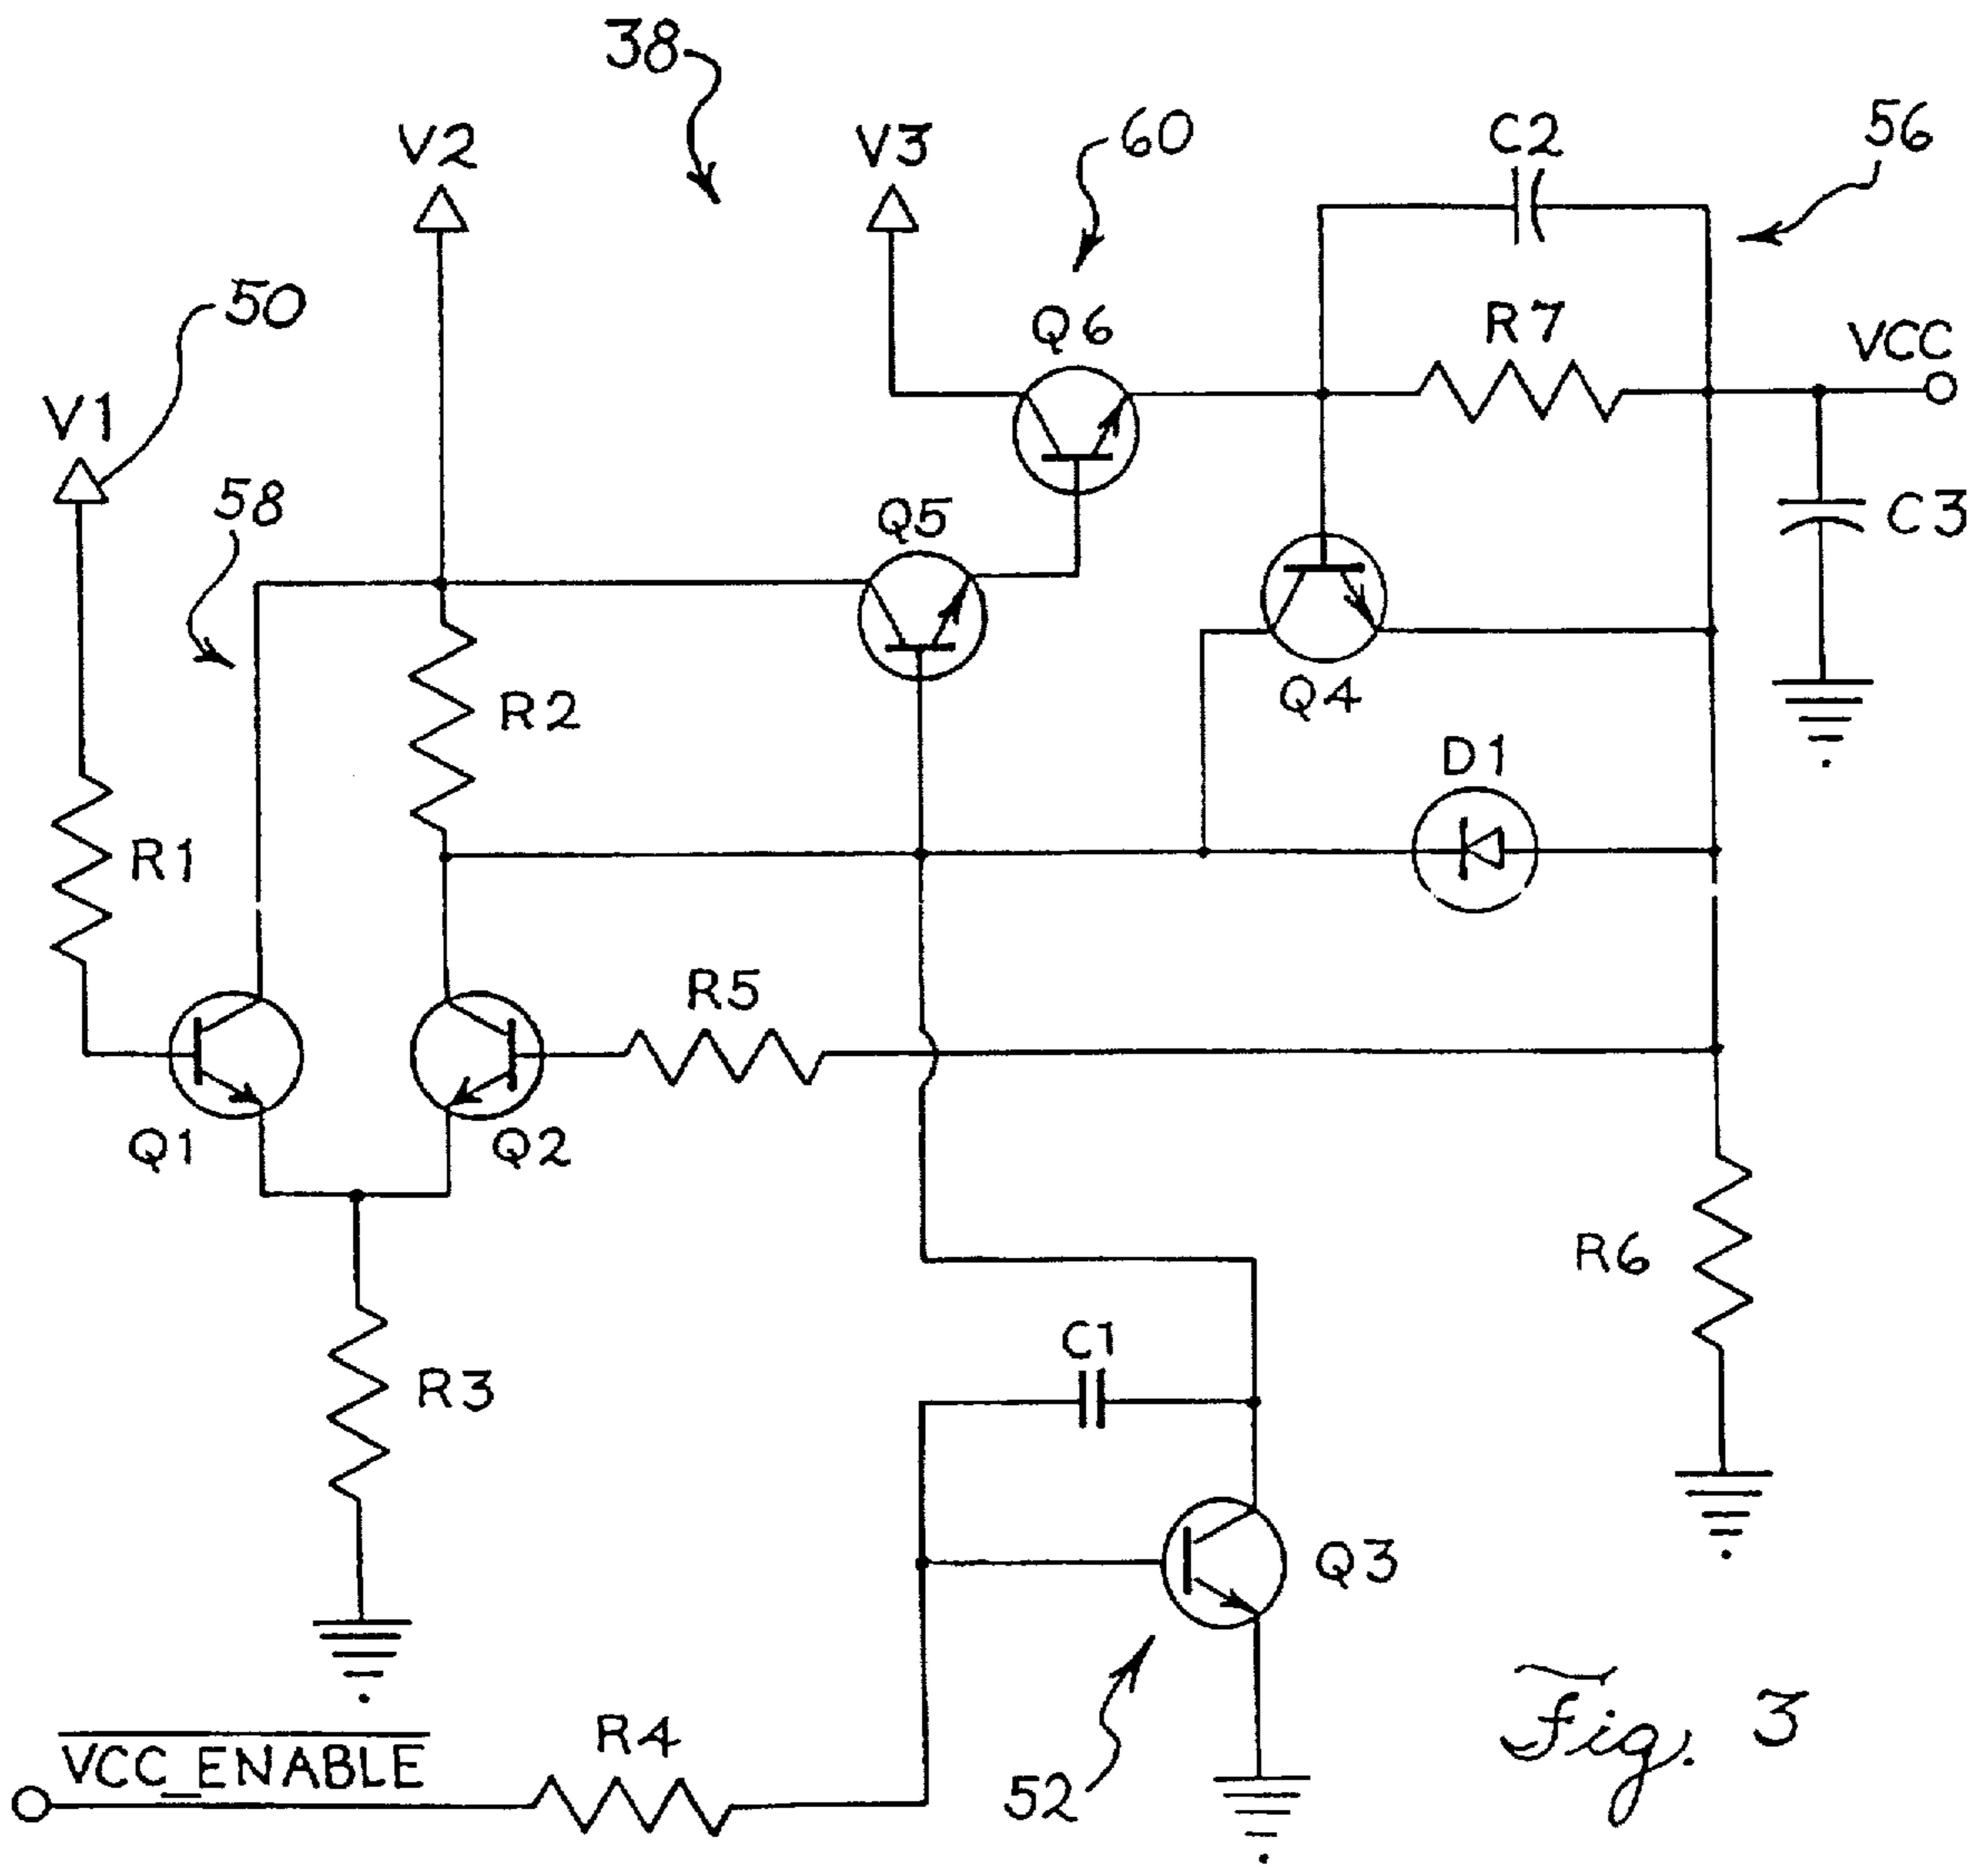 38
V2
V3
60
C2
56
50
Q6
R7
VCC
V1
58
Q5
C3
R2
Q4
D1
R1
R5
Q1
Q2
R6
C1
R3
Q3
Fig. 3
VCC_ENABLE
R4
52